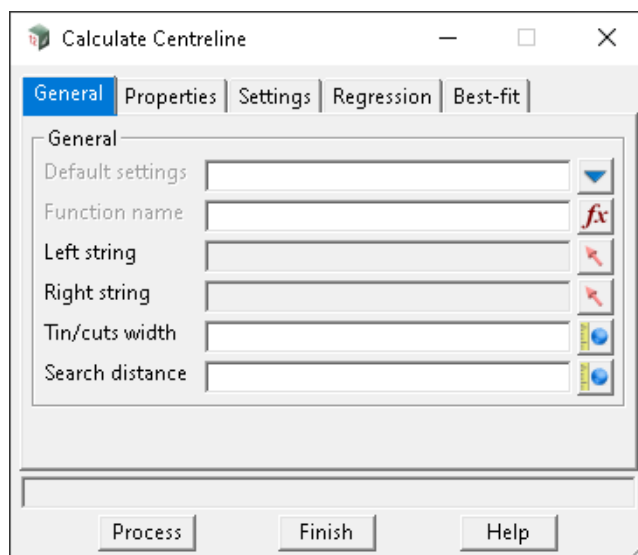 Calculate Centreline
General Properties Settings Regression Best-fit
General
Default settings
Function name fx
Left string
Right string
Tin/cuts width
Search distance
Process Finish Help